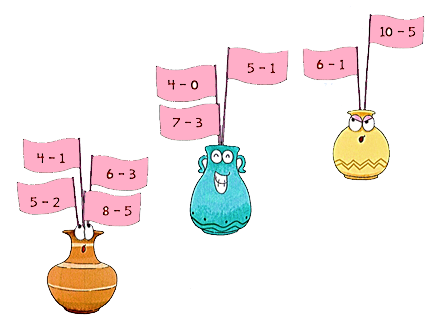 10 – 5
6 – 1
5 – 1
4 – 0
7 – 3
4 – 1
6 – 3
5 – 2
8 – 5